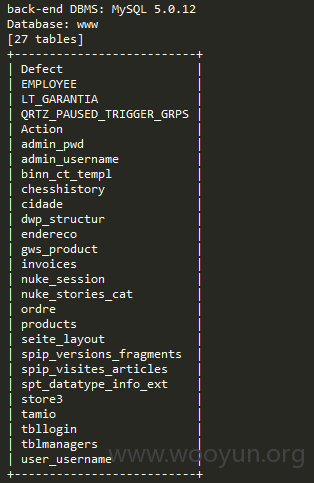 back-end DBMS: MySQL 5.0.12
Database: www
[27 tables]
+--------------------------+
| Defect                   |
| EMPLOYEE                 |
| LT_GARANTIA              |
| QRTZ_PAUSED_TRIGGER_GRPS |
| Action                   |
| admin_pwd                |
| admin_username           |
| binn_ct_templ            |
| chesshistory             |
| cidade                   |
| dwp_structur             |
| endereco                 |
| gws_product              |
| invoices                 |
| nuke_session             |
| nuke_stories_cat         |
| ordre                    |
| products                 |
| seite_layout             |
| spip_versions_fragments  |
| spip_visites_articles    |
| spt_datatype_info_ext    |
| store3                   |
| tamio                    |
| tbllogin                 |
| tblmanagers              |
| user_username            |
+--------------------------+
www.wooyun.org